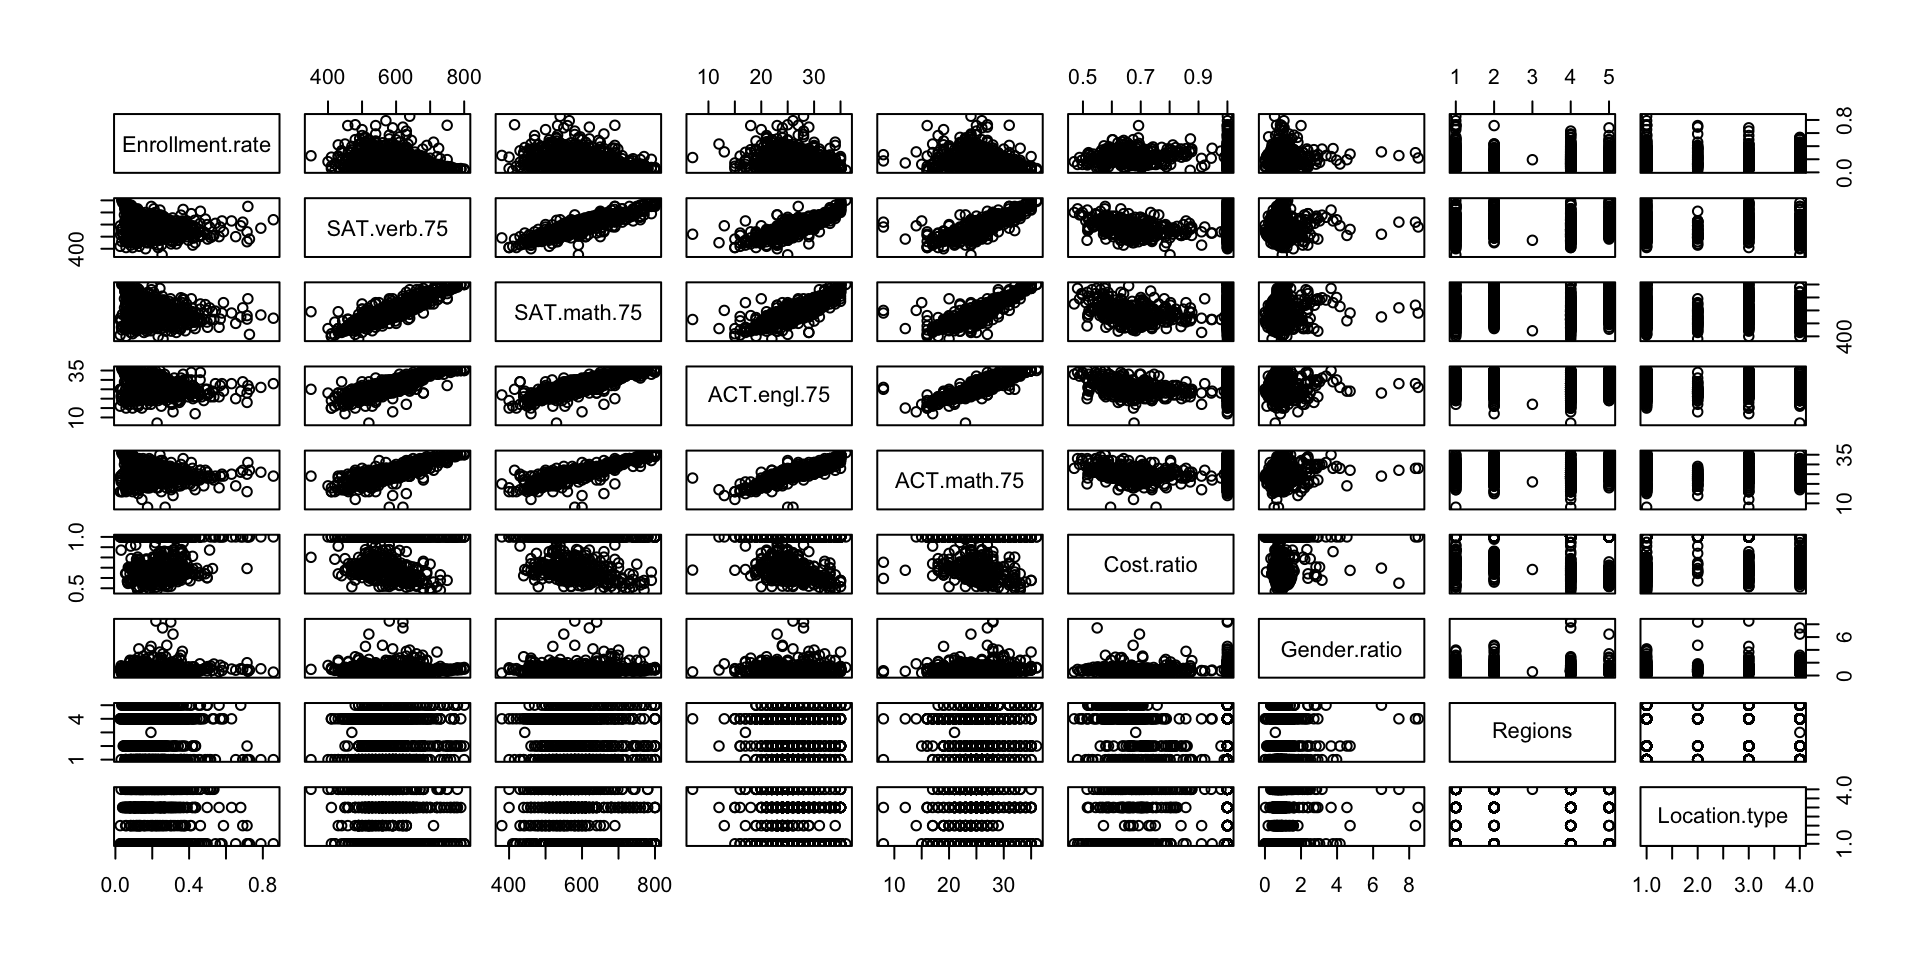 400 600 800 10 20 30 0.5 0.7 0.9 1 2 3 4 5
Enrollment.rate 0.0 0.8
400 SAT.verb.75
SAT.math.75 400
10 35 ACT.engl.75
ACT.math.75 10 35
0.5 1.0 Cost.ratio
Gender.ratio 0 6
1 4 Regions
Location.type 1.0 4.0
0.0 0.4 0.8 400 600 800 10 20 30 0 2 4 6 8 1.0 2.0 3.0 4.0